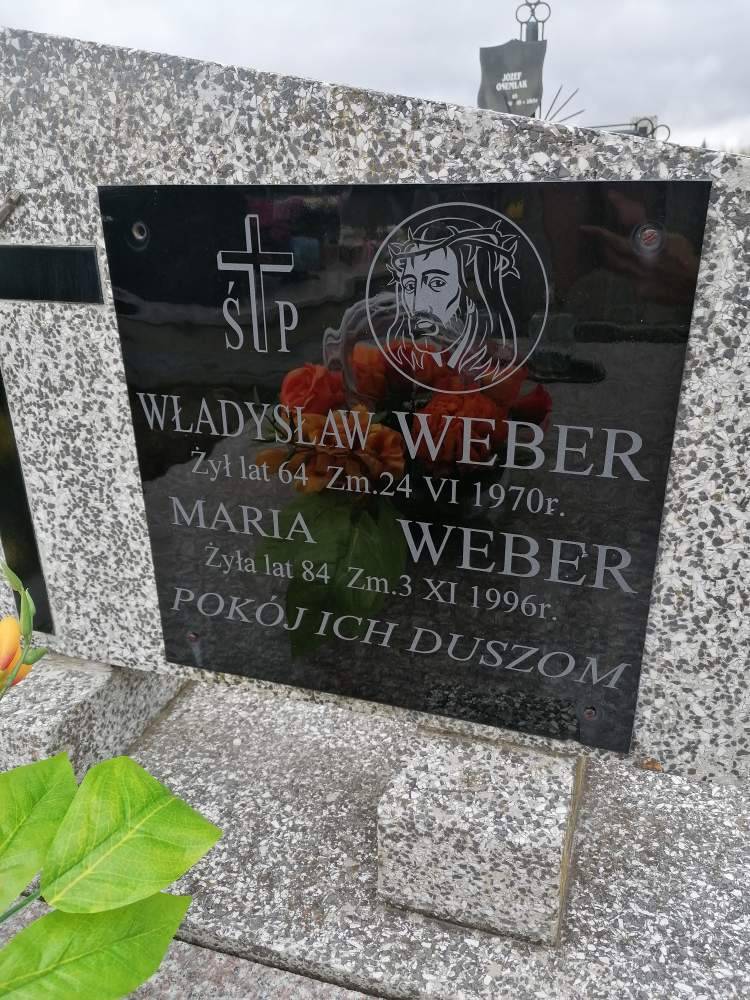 JÓZEF
Ś P
WŁADYSŁAW WEBER
Żył lat 64 Zm.24 VI 1970r.
MARIA WEBER
Żyła lat 84 Zm.3 XI 1996r.
POKÓJ ICH DUSZOM